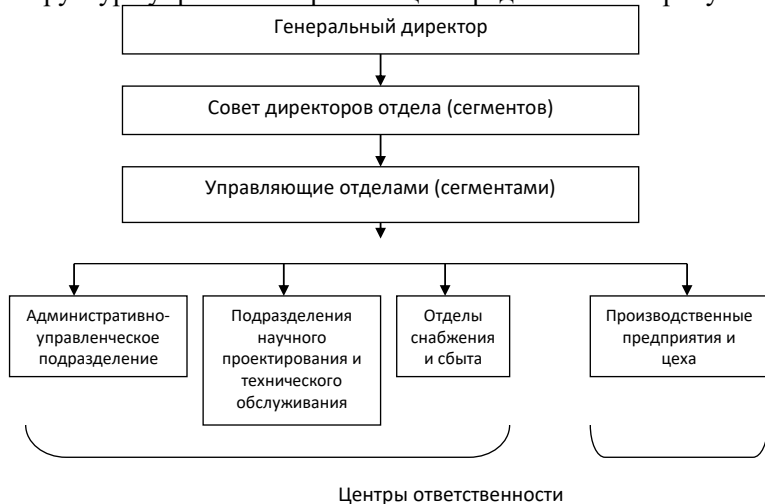 Генеральный директор
Совет директоров отдела (сегментов)
Управляющие отделами (сегментами)
Административно-
управленческое
подразделение
Подразделения
научного
проектирования и
технического
обслуживания
Отделы
снабжения
и сбыта
Производственные
предприятия и
цеха
Центры ответственности